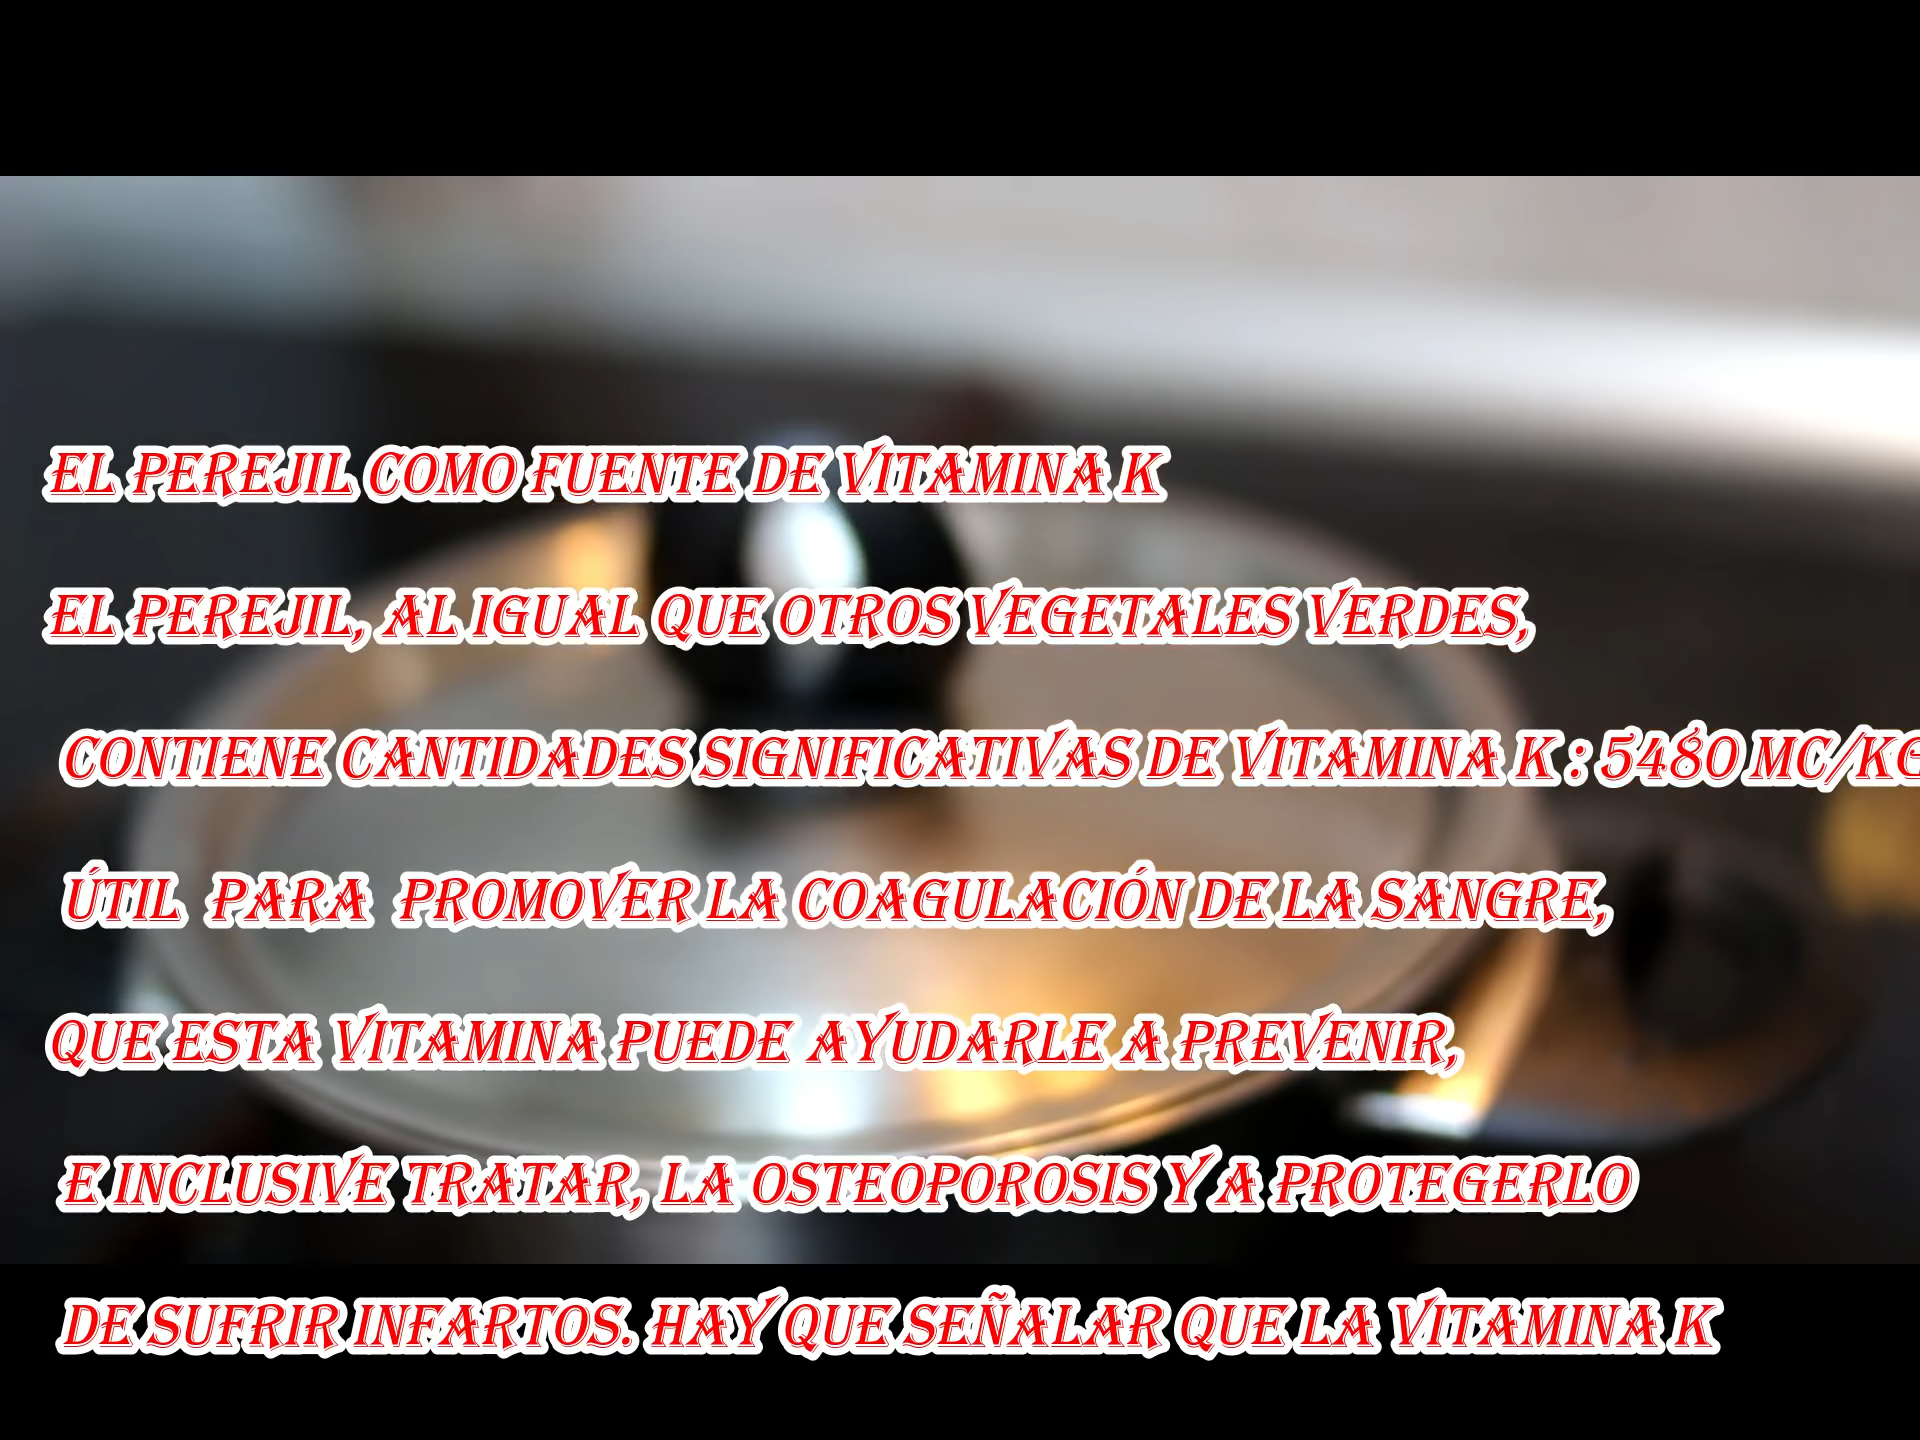 EL PEREJIL COMO FUENTE DE VITAMINA K
EL PEREJIL, AL IGUAL QUE OTROS VEGETALES VERDES,
CONTIENE CANTIDADES SIGNIFICATIVAS DE VITAMINA K : 5480 MC/KG
ÚTIL PARA PROMOVER LA COAGULACIÓN DE LA SANGRE,
QUE ESTA VITAMINA PUEDE AYUDARLE A PREVENIR,
E INCLUSIVE TRATAR, LA OSTEOPOROSIS Y A PROTEGERLO
DE SUFRIR INFARTOS. HAY QUE SEÑALAR QUE LA VITAMINA K